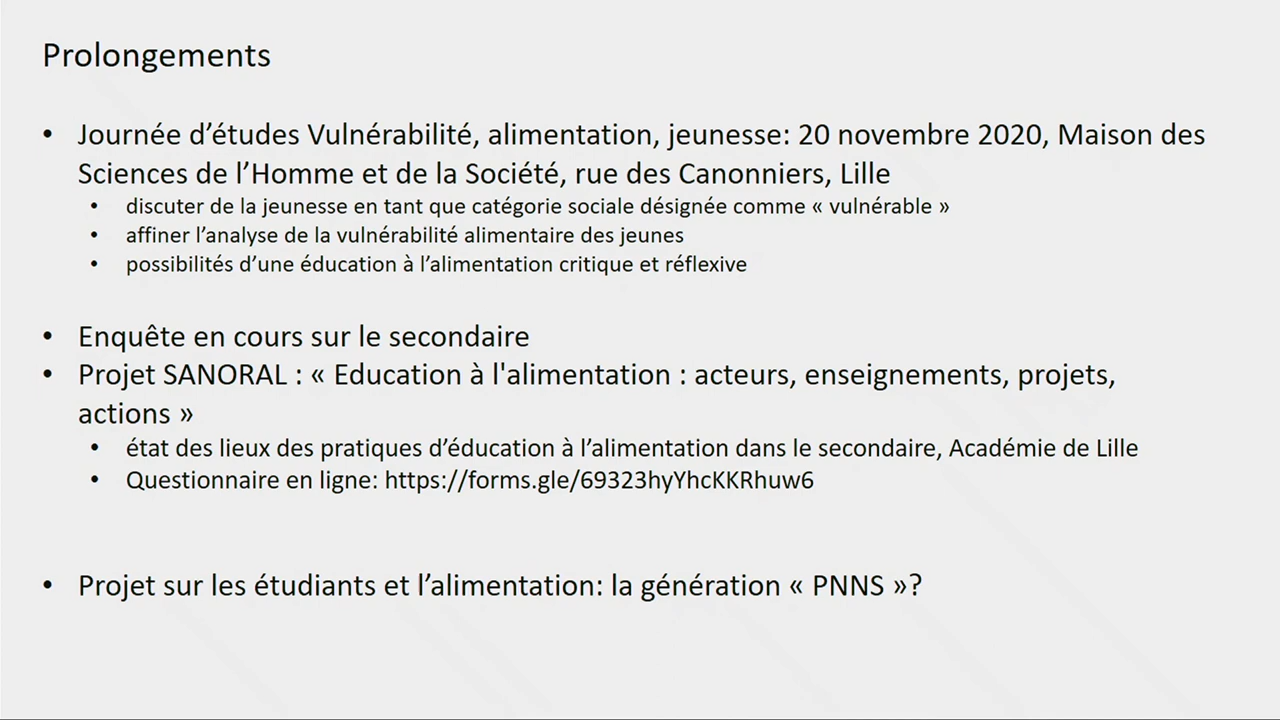 Prolongements
• Journée d’études Vulnérabilité, alimentation, jeunesse: 20 novembre 2020, Maison des
Sciences de l’Homme et de la Société, rue des Canonniers, Lille
• discuter de la jeunesse en tant que catégorie sociale désignée comme « vulnérable »
• affiner l’analyse de la vulnérabilité alimentaire des jeunes
• possibilités d’une éducation à l’alimentation critique et réflexive
• Enquête en cours sur le secondaire
• Projet SANORAL : « Education à l'alimentation : acteurs, enseignements, projets,
actions »
• état des lieux des pratiques d’éducation à l’alimentation dans le secondaire, Académie de Lille
• Questionnaire en ligne: https://forms.gle/69323hyYhcKKRhuw6
• Projet sur les étudiants et l’alimentation: la génération « PNNS »?